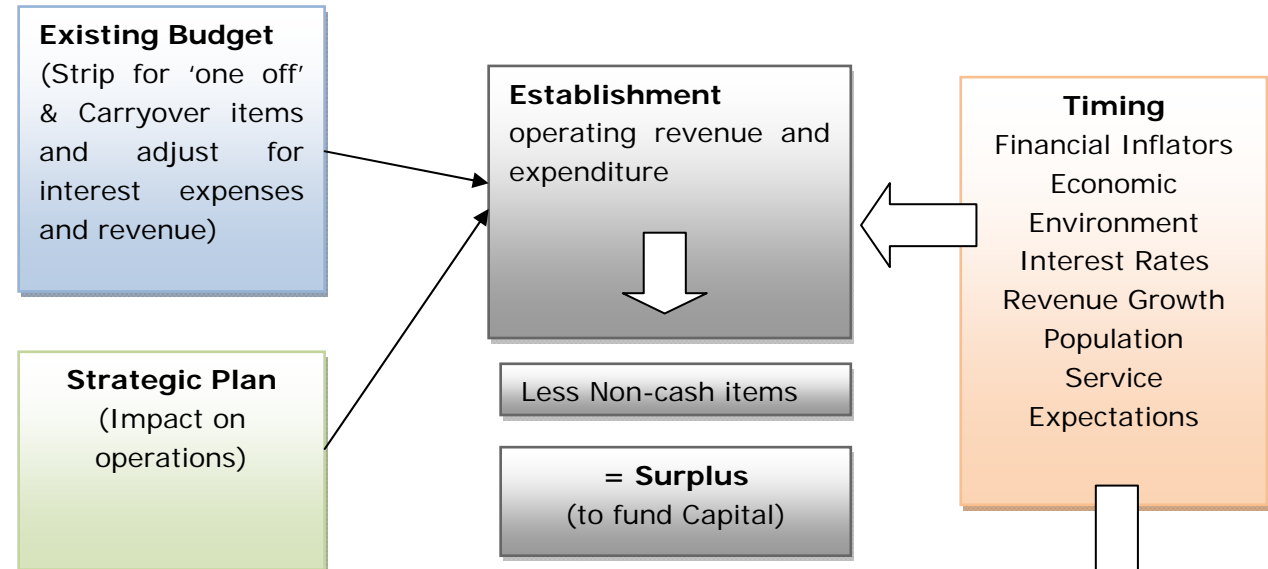 Existing Budget
(Strip for ‘one off’
& Carryover items
and adjust for
interest expenses
and revenue)
Strategic Plan
(Impact on
operations)
Establishment
operating revenue and
expenditure
Less Non-cash items
= Surplus
(to fund Capital)
Timing
Financial Inflators
Economic
Environment
Interest Rates
Revenue Growth
Population
Service
Expectations